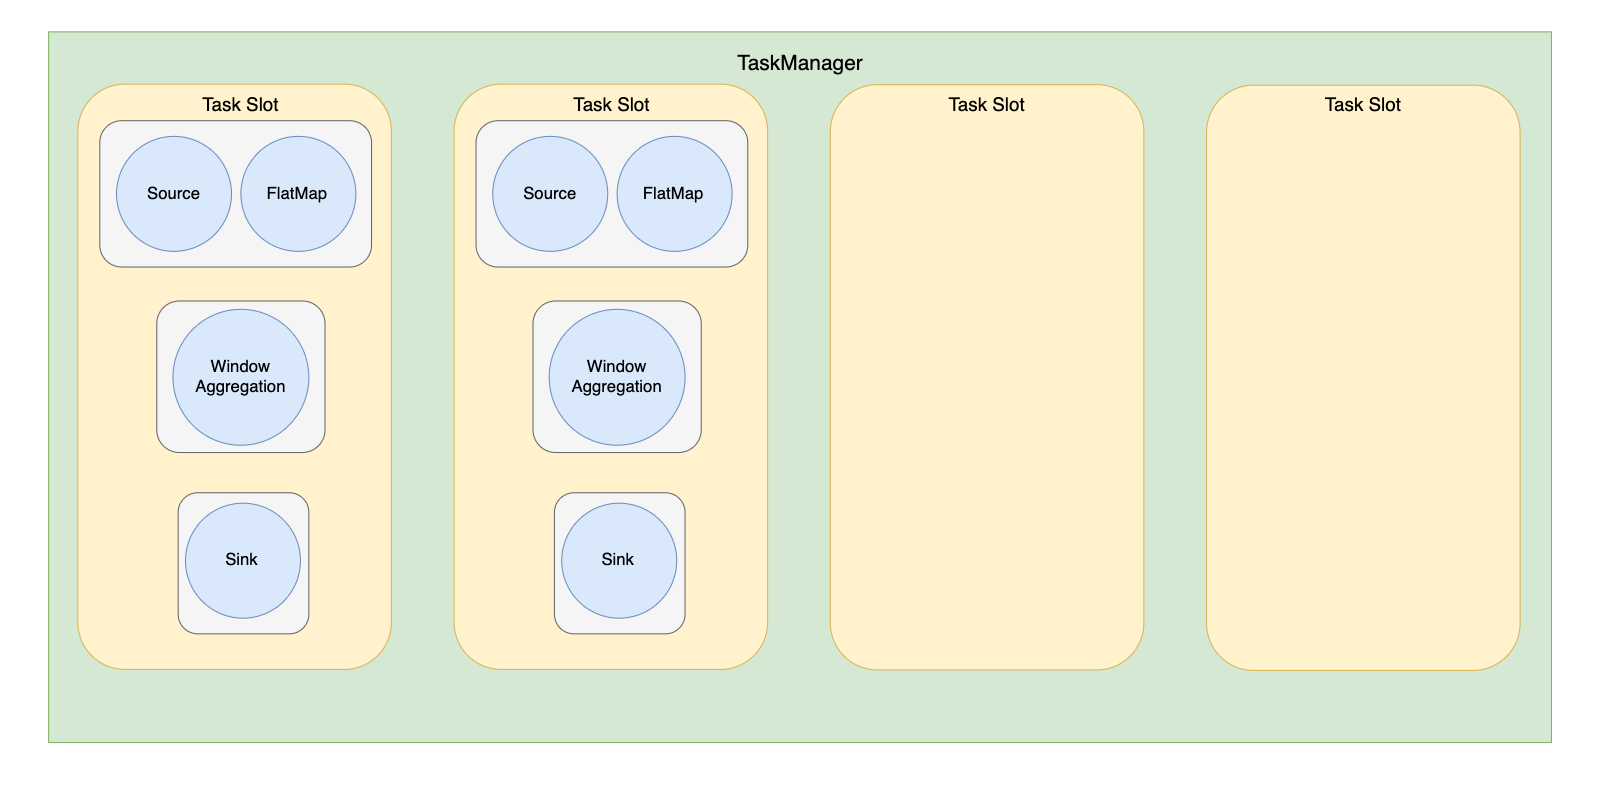 TaskManager
Task Slot
Source
FlatMap
Window
Aggregation
Sink
Task Slot
Source
FlatMap
Window
Aggregation
Sink
Task Slot
Task Slot